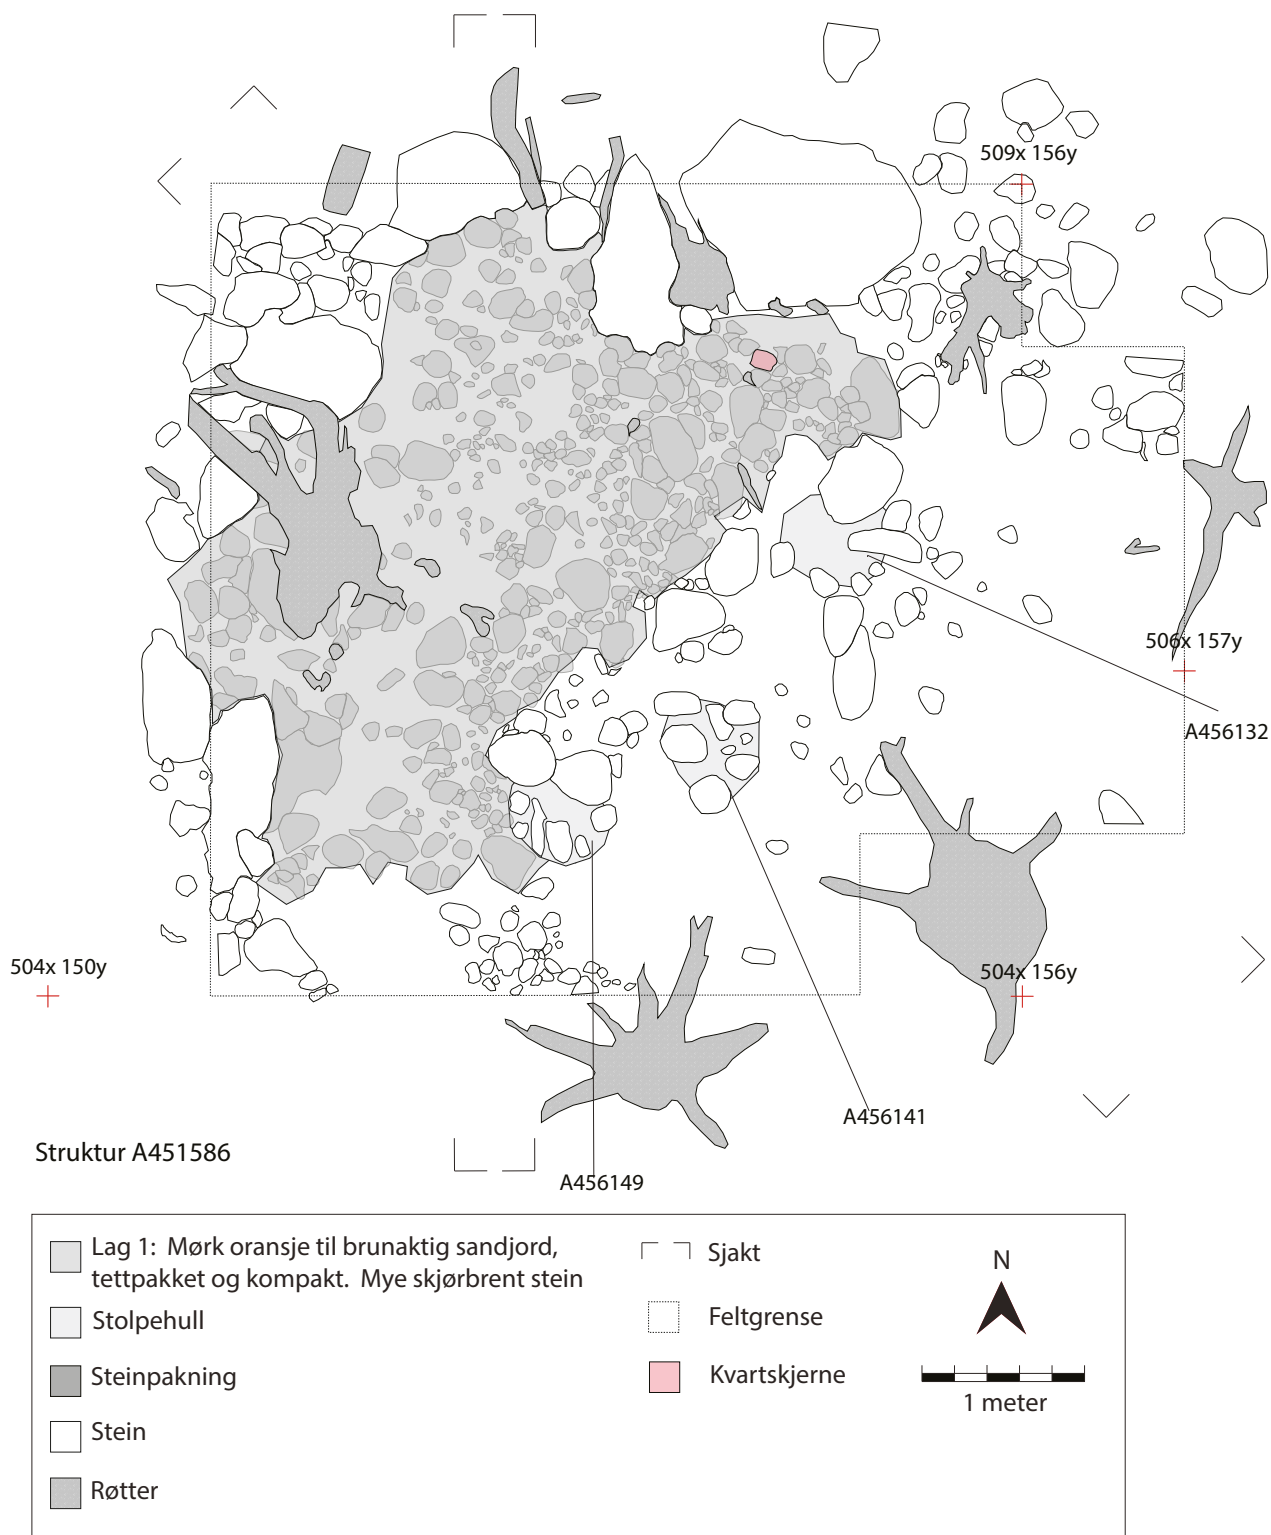 509x 156y
506x 157y
A456132
504x 150y
504x 156y
A456141
Struktur A451586
A456149
Lag 1:  Mørk oransje til brunaktig sandjord,
tettpakket og kompakt.  Mye skjørbrent stein
Stolpehull
Steinpakning
Stein
Røtter
Sjakt
Feltgrense
Kvartskjerne
N
1 meter